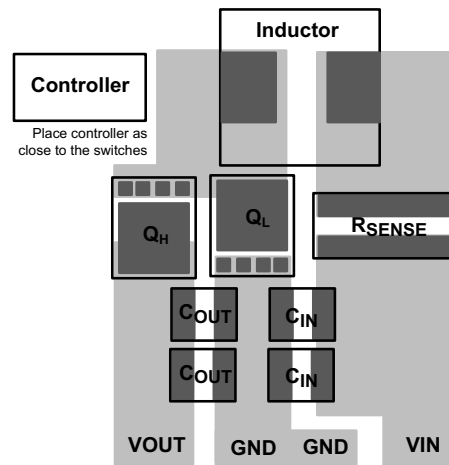 Inductor
Controller
Place controller as
close to the switches
QH
QL
RSENSE
COUT
CIN
COUT
CIN
VOUT
GND
GND
VIN